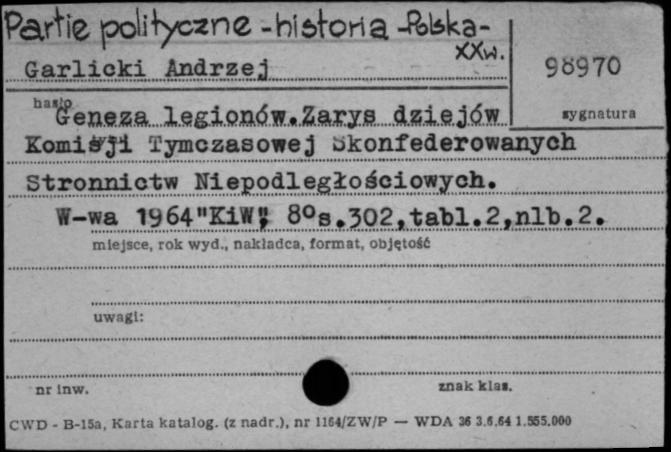 Partie polityczne - historia - Polska -
XXw.
Garlicki Andrzej
98970
hasło
sygnatura
Geneza legionów. Zarys dziejów
Komisji Tymczasowej Skonfederowanych
Stronnictw Niepodległościowych.
W-wa 1964 "KiW"; 8° s.302, tabl.2, nlb.2.
miejsce, rok wyd., nakładca, format, objętość
uwagi:
nr inw.
znak klas.
CWD - B-15a, Karta katalog. (z nadr.), nr 1164/ZW/P — WDA 36 3.6.64 1.555.000